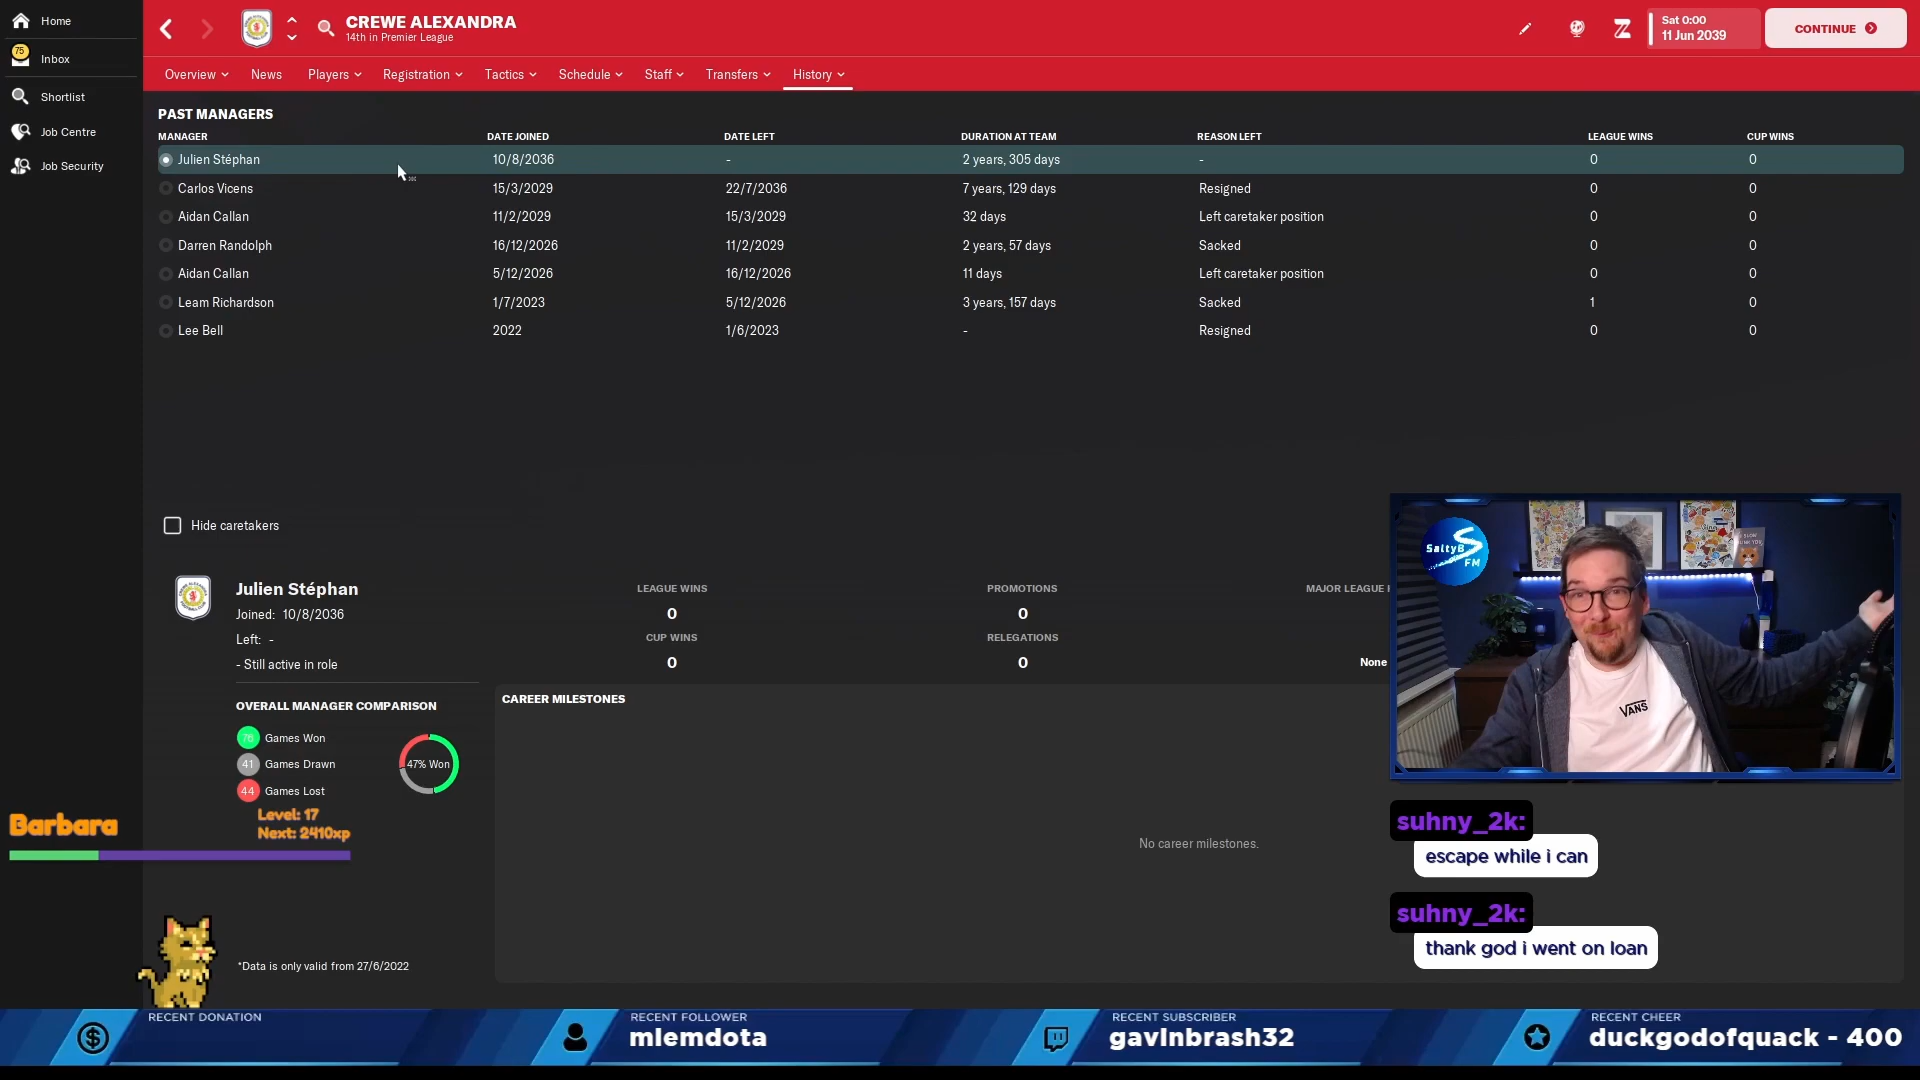 Home
75
Inbox
Shortlist
Job Centre
Job Security
CREWE ALEXANDRA
14th in Premier League
Sat 0:00
11 Jun 2039
CONTINUE
Overview
News
Players
Registration
Tactics
Schedule
Staff
Transfers
History
PAST MANAGERS
MANAGER DATE JOINED DATE LEFT DURATION AT TEAM REASON LEFT LEAGUE WINS CUP WINS
Julien Stéphan 10/8/2036 - 2 years, 305 days - 0 0
Carlos Vicens 15/3/2029 22/7/2036 7 years, 129 days Resigned 0 0
Aidan Callan 11/2/2029 15/3/2029 32 days Left caretaker position 0 0
Darren Randolph 16/12/2026 11/2/2029 2 years, 57 days Sacked 0 0
Aidan Callan 5/12/2026 16/12/2026 11 days Left caretaker position 0 0
Leam Richardson 1/7/2023 5/12/2026 3 years, 157 days Sacked 1 0
Lee Bell 2022 1/6/2023 - Resigned 0 0
Hide caretakers
Julien Stéphan
Joined: 10/8/2036
Left: -
- Still active in role
LEAGUE WINS
0
CUP WINS
0
PROMOTIONS
0
RELEGATIONS
0
MAJOR LEAGUE
None
OVERALL MANAGER COMPARISON
76 Games Won
41 Games Drawn
44 Games Lost
47% Won
CAREER MILESTONES
No career milestones.
Barbara
Level: 17
Next: 2410xp
*Data is only valid from 27/6/2022
SaltyB
FM
VANS
suhny_2k:
escape while i can
suhny_2k:
thank god i went on loan
RECENT DONATION
RECENT FOLLOWER
mlemdota
RECENT SUBSCRIBER
gavlnbrash32
RECENT CHEER
duckgodofquack - 400